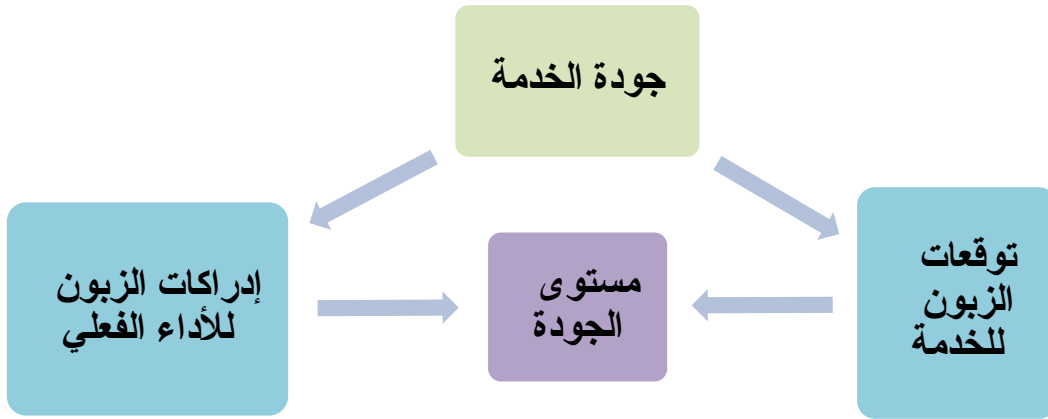 جودة الخدمة
توقعات
الزبون
للخدمة
مستوى
الجودة
إدراكات الزبون
للأداء الفعلي